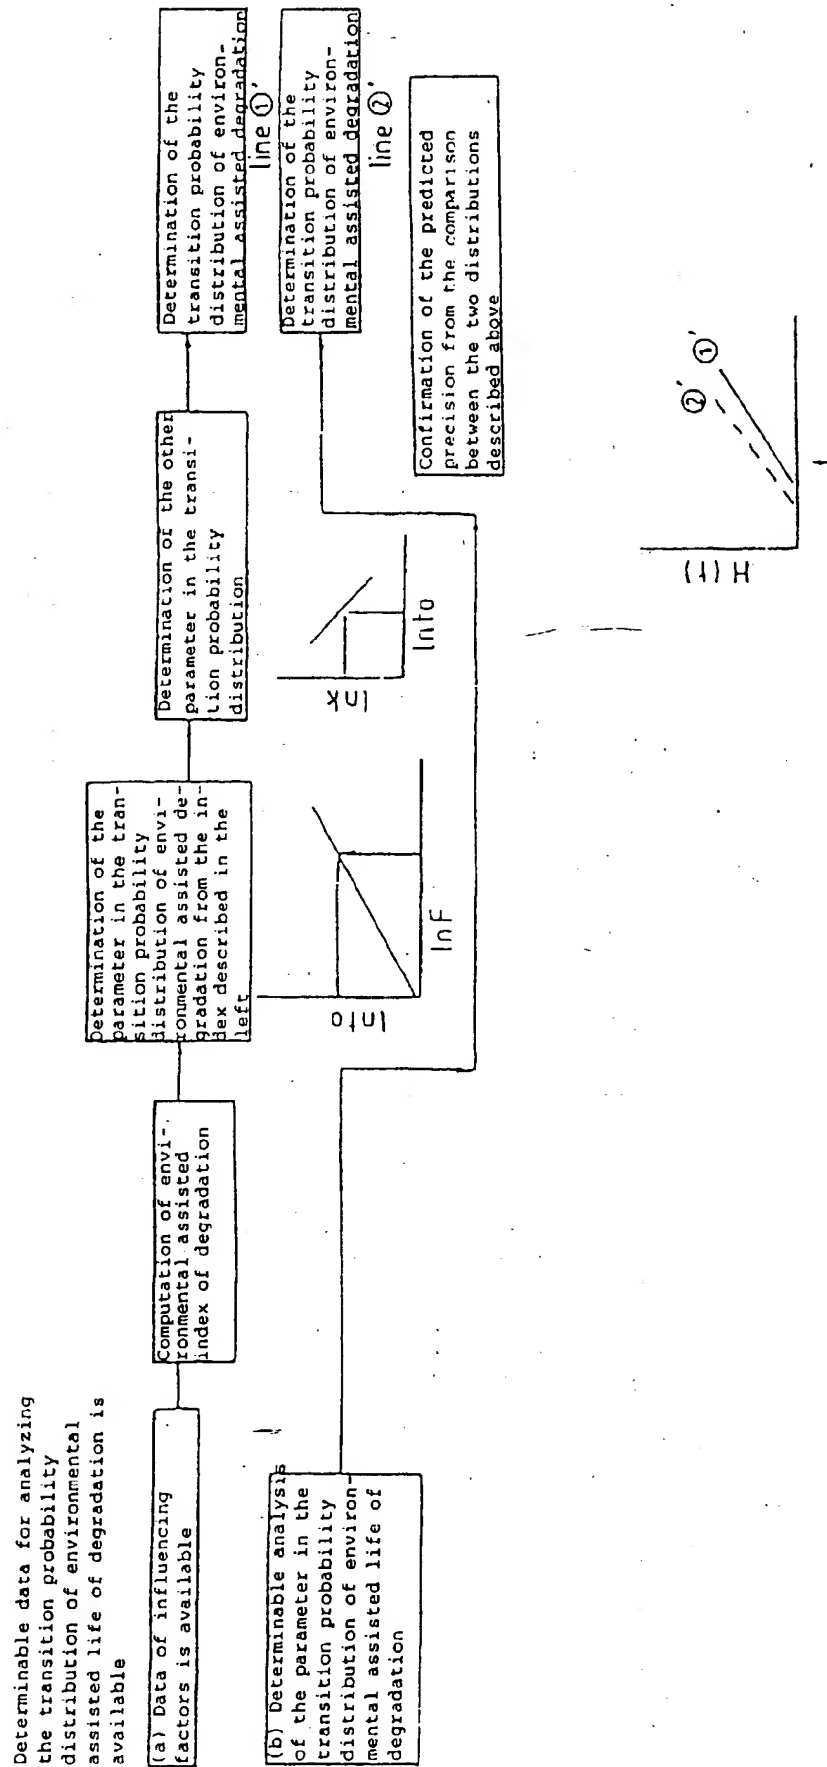 Determinable data for analyzing
the transition probability
distribution of environmental
assisted life of degradation is
available
(a) Data of influencing
factors is available
Computation of envi-
ronmental assisted
index of degradation
Determination of the
parameter in the tran-
sition probability
distribution of envi-
ronmental assisted de-
gradation from the in-
dex described in the
left
lnto
lnF
Determination of the other
parameter in the transi-
tion probability
distribution
lnk
lnto
Determination of the
transition probability
distribution of environ-
mental assisted degradation
line ①'
(b) Determinable analysis
of the parameter in the
transition probability
distribution of environ-
mental assisted life of
degradation
Determination of the
transition probability
distribution of environ-
mental assisted degradation
line ②'
Confirmation of the predicted
precision from the comparison
between the two distributions
described above
H(t)
②'
①'
t